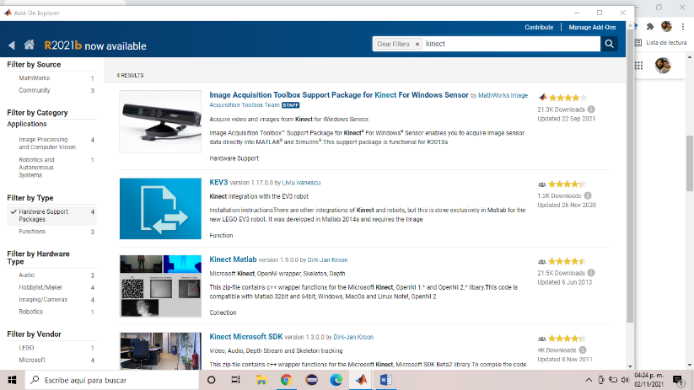 Add-On Explorer
Contribute
Manage Add-Ons
R2021b now available
Clear Filters ×
kinect
Lista de lectura
Filter by Source
MathWorks 1
Community 3
Filter by Category
Applications
Image Processing and Computer Vision 4
Robotics and Autonomous Systems 1
Filter by Type
Hardware Support Packages 4
Functions 3
Filter by Hardware Type
Audio 3
Hobbyist/Maker 4
Imaging/Cameras 4
Robotics 1
Filter by Vendor
LEGO 1
Microsoft 4
4 RESULTS
Image Acquisition Toolbox Support Package for Kinect For Windows Sensor by MathWorks Image
Acquisition Toolbox Team STAFF
Acquire video and images from Kinect for Windows Sensor.
Image Acquisition Toolbox™ Support Package for Kinect® For Windows® Sensor enables you to acquire image sensor
data directly into MATLAB® and Simulink®. This support package is functional for R2013a
Hardware Support
21.3K Downloads
Updated 22 Sep 2021
KEV3 version 1.17.0.0 by Livia Ivanescu
Kinect integration with the EV3 robot
Installation instructionsThere are other integrations of Kinect and robots, but this is done exclusively in Matlab for the
new LEGO EV3 robot. It was developed in Matlab 2014a and requires the Image
Function
1.2K Downloads
Updated 26 Nov 2020
Kinect Matlab version 1.9.0.0 by Dirk-Jan Kroon
Microsoft Kinect, OpenNI wrapper, Skeleton, Depth
This zip-file contains c++ wrapper functions for the Microsoft Kinect, OpenNI 1.* and OpenNI 2.* libary,This code is
compatible with Matlab 32bit and 64bit, Windows, MacOs and Linux.Note!, OpenNI 2
Collection
21.5K Downloads
Updated 6 Jun 2013
Kinect Microsoft SDK version 1.3.0.0 by Dirk-Jan Kroon
Video, Audio, Depth Stream and Skeleton tracking
This zip-file contains c++ wrapper functions for the Microsoft Kinect, Microsoft SDK Beta2 library.To compile the code
4K Downloads
Updated 8 Nov 2011
Escribe aquí para buscar
04:24 p. m.
02/11/2021